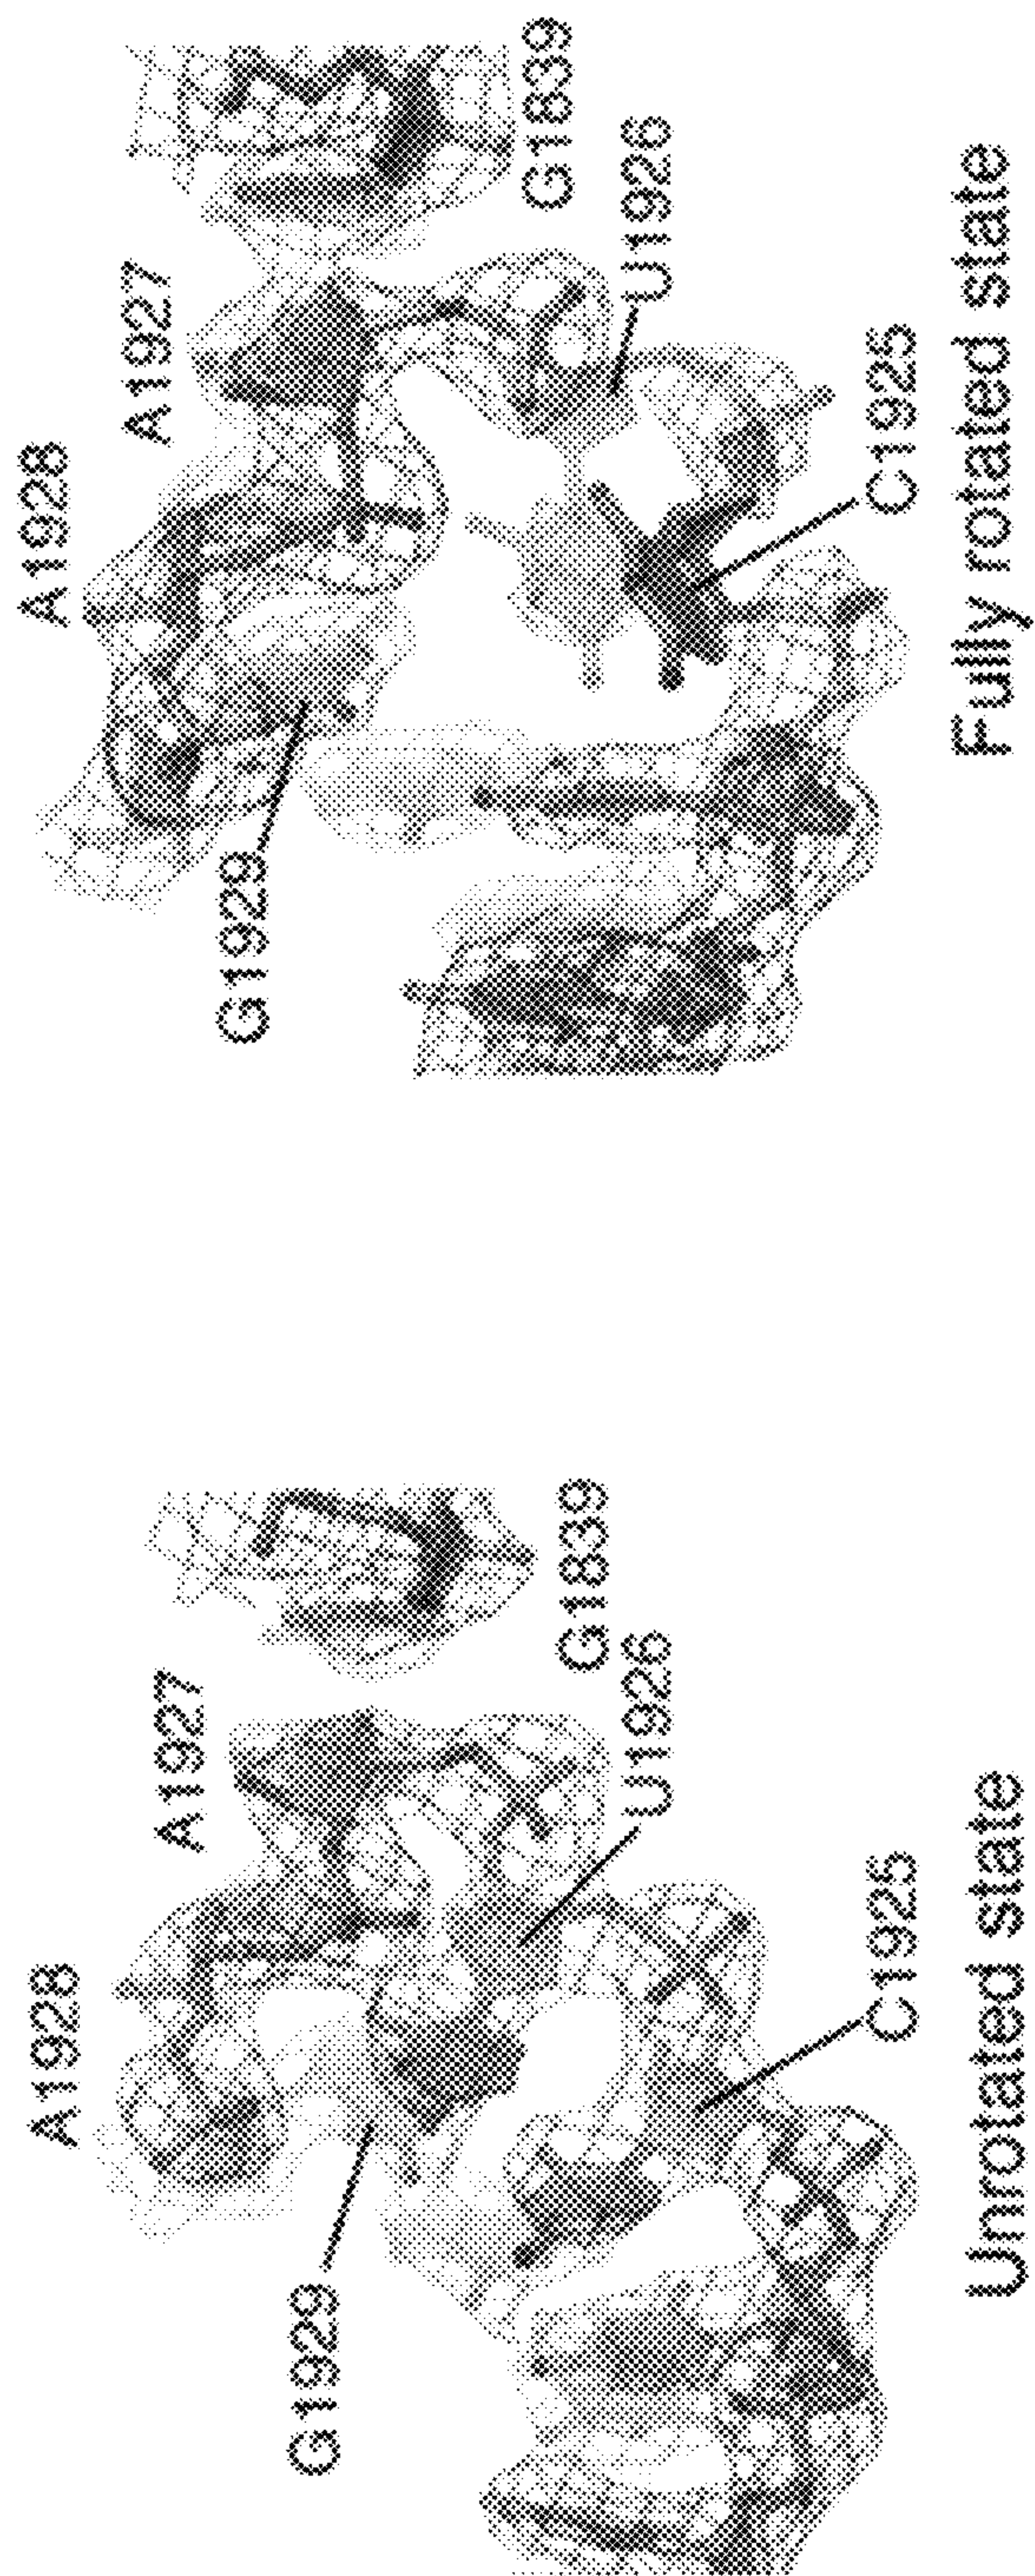 A1928
A1927
G1929
G1839
U1926
C1925
Unrotated state
A1928
A1927
G1929
G1839
U1926
C1925
Fully rotated state